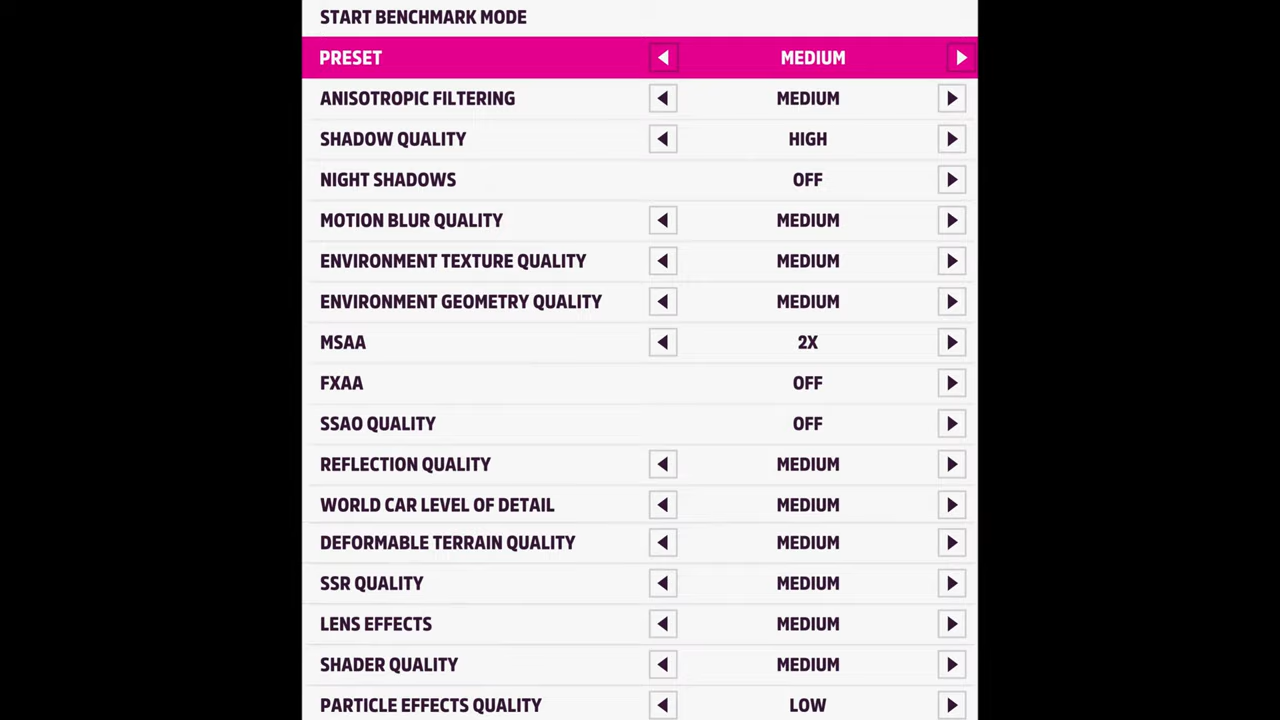 START BENCHMARK MODE
PRESET MEDIUM
ANISOTROPIC FILTERING MEDIUM
SHADOW QUALITY HIGH
NIGHT SHADOWS OFF
MOTION BLUR QUALITY MEDIUM
ENVIRONMENT TEXTURE QUALITY MEDIUM
ENVIRONMENT GEOMETRY QUALITY MEDIUM
MSAA 2X
FXAA OFF
SSAO QUALITY OFF
REFLECTION QUALITY MEDIUM
WORLD CAR LEVEL OF DETAIL MEDIUM
DEFORMABLE TERRAIN QUALITY MEDIUM
SSR QUALITY MEDIUM
LENS EFFECTS MEDIUM
SHADER QUALITY MEDIUM
PARTICLE EFFECTS QUALITY LOW